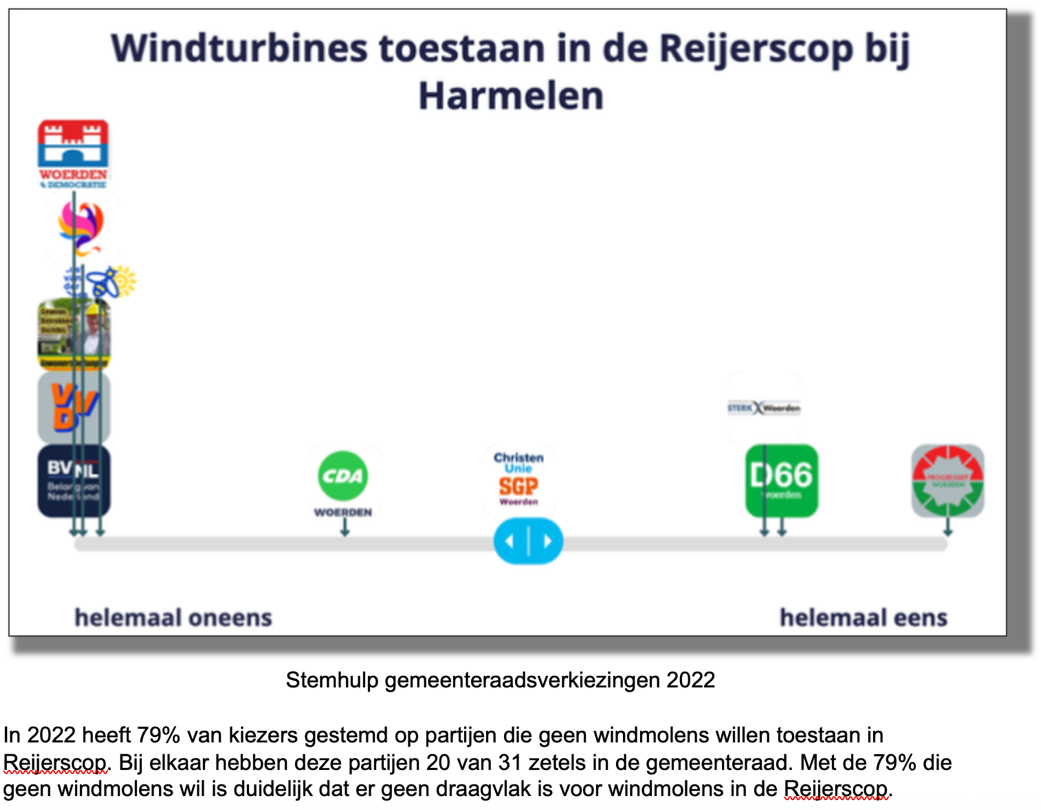 Windturbines toestaan in de Reijerscop bij
Harmelen
WOERDEN
& DEMOCRATIE
VVD
BVNL
Belang van
Nederland
CDA
WOERDEN
Christen
Unie
SGP
Woerden
STERK Woerden
D66
woerden
PROGRESSIEF
WOERDEN
helemaal oneens
helemaal eens
Stemhulp gemeenteraadsverkiezingen 2022
In 2022 heeft 79% van kiezers gestemd op partijen die geen windmolens willen toestaan in
Reijerscop. Bij elkaar hebben deze partijen 20 van 31 zetels in de gemeenteraad. Met de 79% die
geen windmolens wil is duidelijk dat er geen draagvlak is voor windmolens in de Reijerscop.